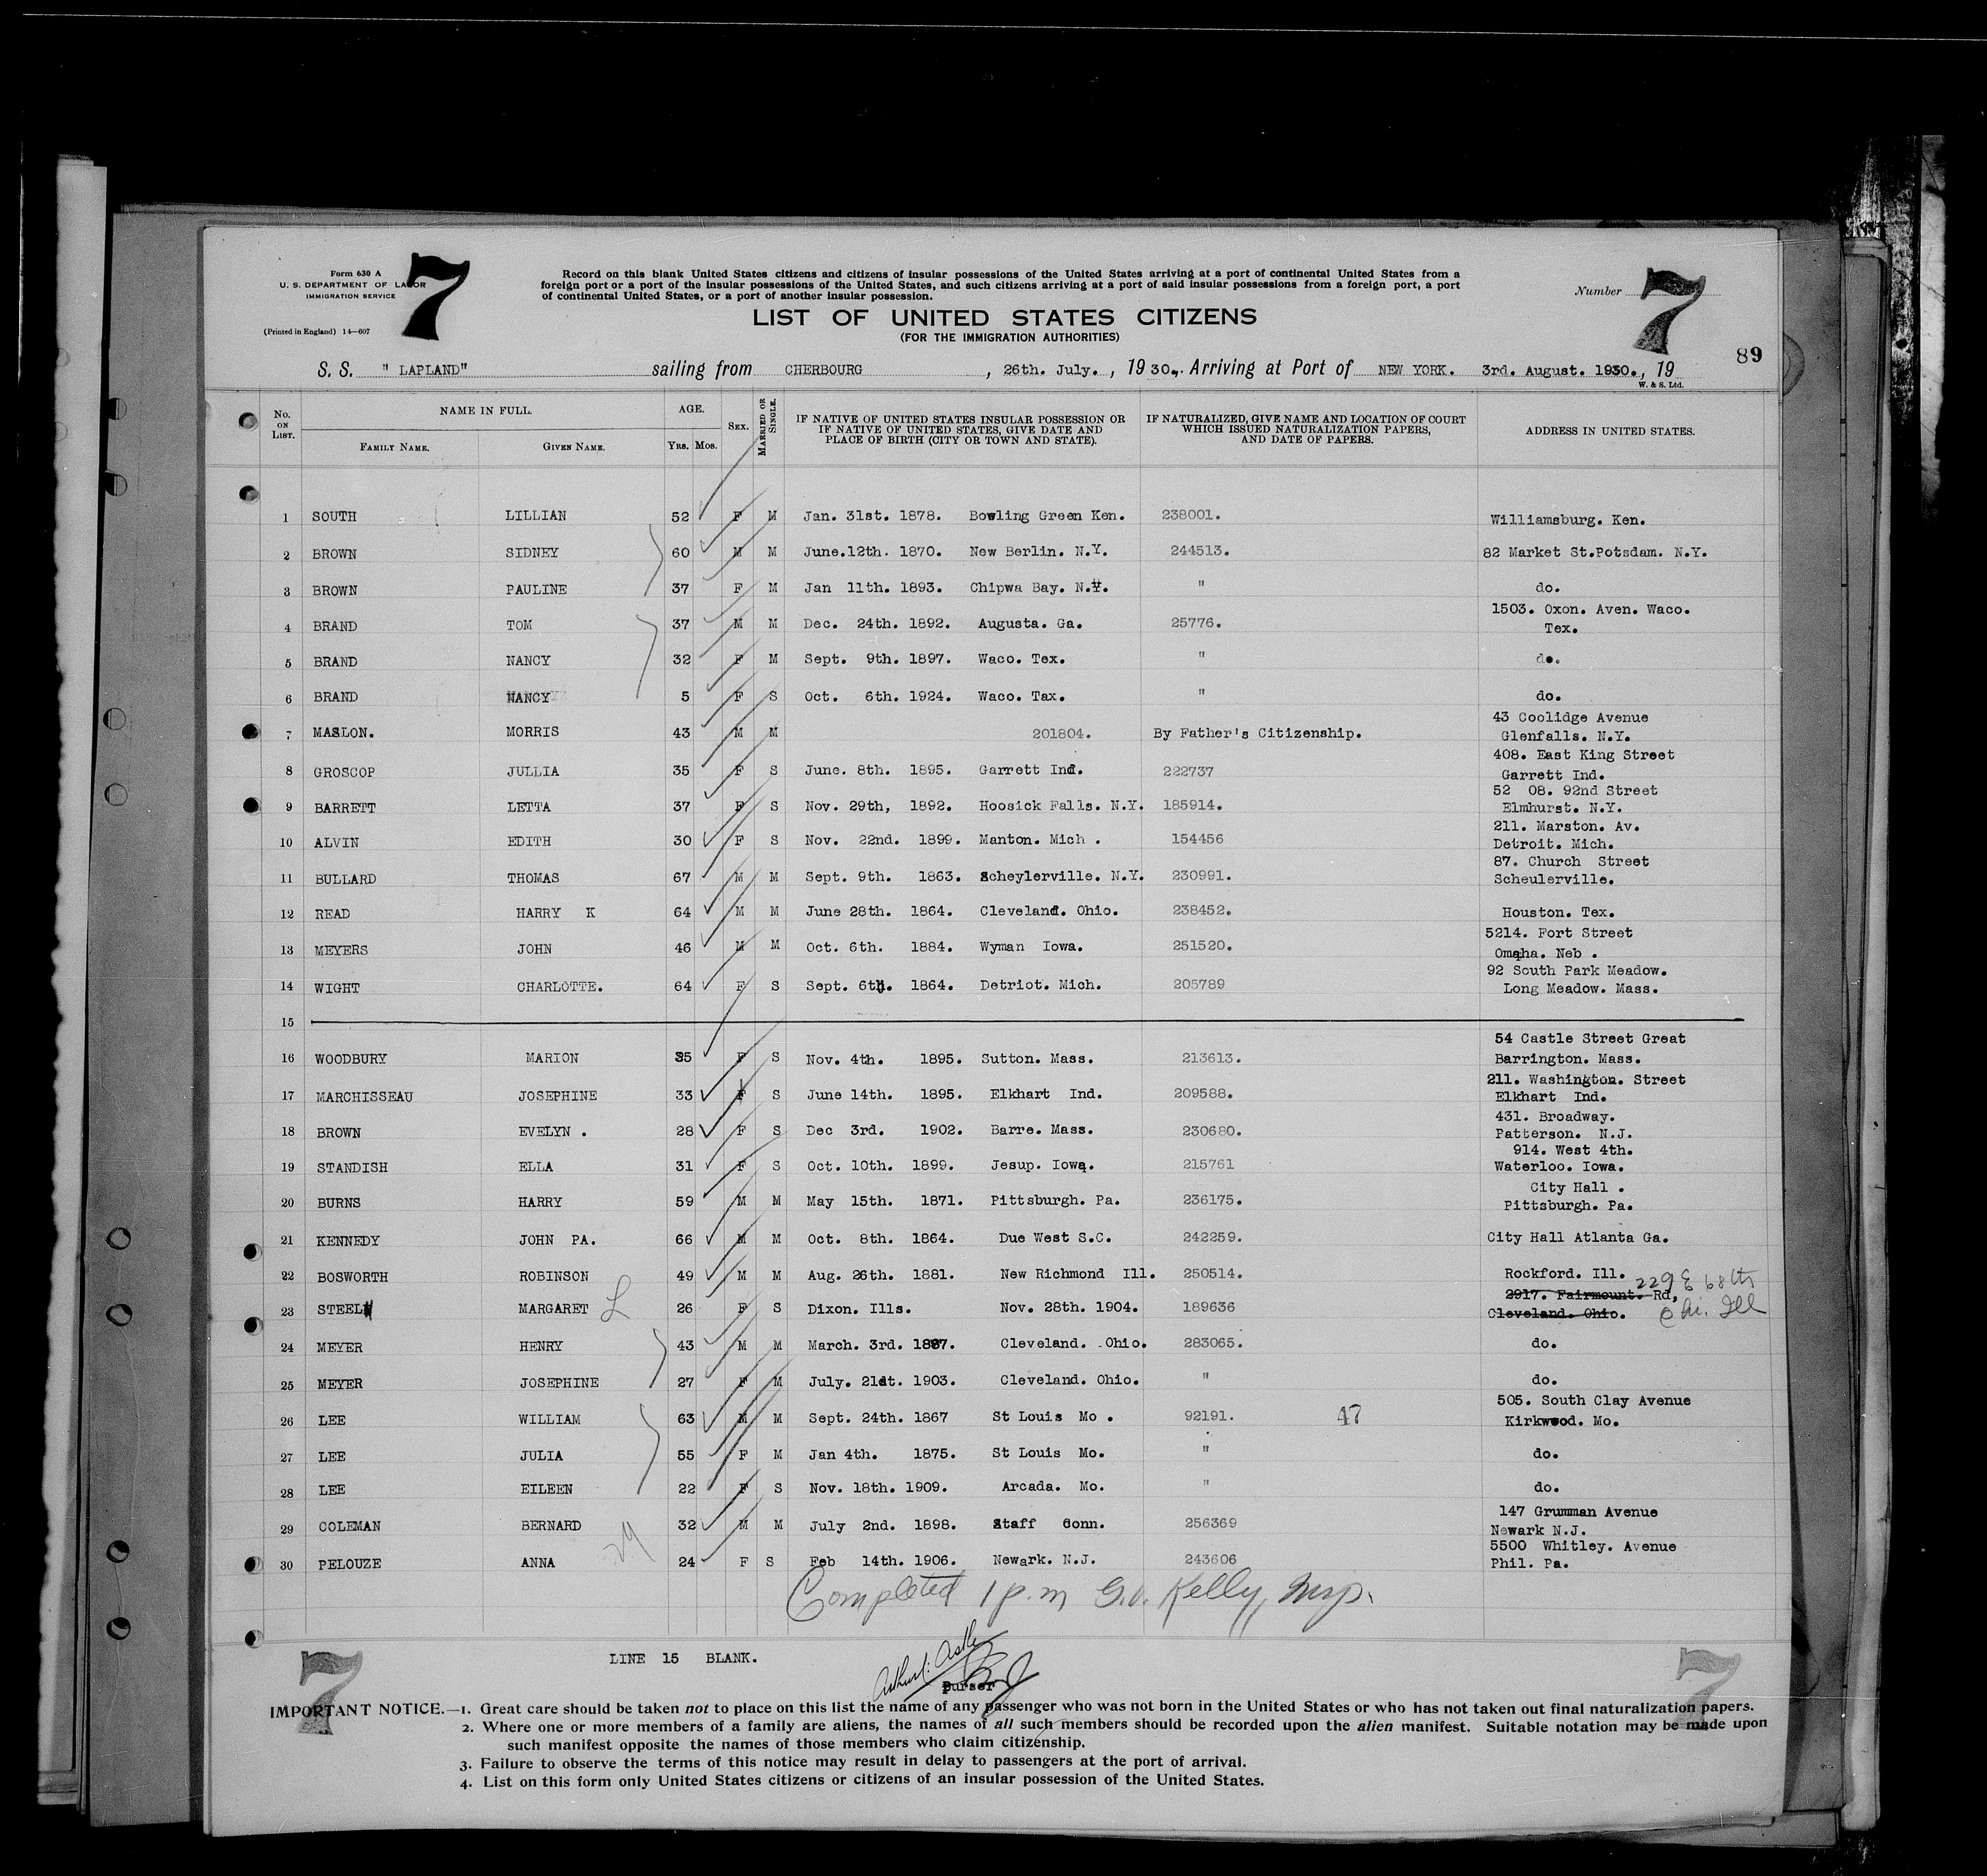 Form 630 A
U. S. DEPARTMENT OF LABOR
IMMIGRATION SERVICE
(Printed in England) 14—607
7
Record on this blank United States citizens and citizens of insular possessions of the United States arriving at a port of continental United States from a
foreign port or a port of the insular possessions of the United States, and such citizens arriving at a port of said insular possessions from a foreign port, a port
of continental United States, or a port of another insular possession.
Number 7
LIST OF UNITED STATES CITIZENS
(FOR THE IMMIGRATION AUTHORITIES)
89
S. S. " LAPLAND" sailing from CHERBOURG , 26th. July. , 19 30.. Arriving at Port of NEW YORK. 3rd. August. 1930. , 19
W. & S. Ltd.
No. ON LIST. NAME IN FULL. AGE. SEX. MARRIED OR SINGLE. IF NATIVE OF UNITED STATES INSULAR POSSESSION OR IF NATIVE OF UNITED STATES, GIVE DATE AND PLACE OF BIRTH (CITY OR TOWN AND STATE). IF NATURALIZED, GIVE NAME AND LOCATION OF COURT WHICH ISSUED NATURALIZATION PAPERS, AND DATE OF PAPERS. ADDRESS IN UNITED STATES.
FAMILY NAME. GIVEN NAME. YRS. MOS.
1 SOUTH LILLIAN 52 F M Jan. 31st. 1878. Bowling Green Ken. 238001. Williamsburg. Ken.
2 BROWN SIDNEY 60 M M June.12th. 1870. New Berlin. N.Y. 244513. 82 Market St.Potsdam. N.Y.
3 BROWN PAULINE 37 F M Jan 11th. 1893. Chipwa Bay. N.Y. " do.
4 BRAND TOM 37 M M Dec. 24th. 1892. Augusta. Ga. 25776. 1503. Oxon. Aven. Waco.
Tex.
5 BRAND NANCY 32 F M Sept. 9th. 1897. Waco. Tex. " do.
6 BRAND NANCY 5 F S Oct. 6th. 1924. Waco. Tax. " do.
7 MASLON. MORRIS 43 M M 201804. By Father's Citizenship. 43 Coolidge Avenue
Glenfalls. N.Y.
8 GROSCOP JULLIA 35 F S June. 8th. 1895. Garrett Ind. 222737 408. East King Street
Garrett Ind.
9 BARRETT LETTA 37 F S Nov. 29th, 1892. Hoosick Falls. N.Y. 185914. 52 08. 92nd Street
Elmhurst. N.Y.
10 ALVIN EDITH 30 F S Nov. 22nd. 1899. Manton. Mich . 154456 211. Marston. Av.
Detroit. Mich.
11 BULLARD THOMAS 67 M M Sept. 9th. 1863. Scheylerville. N.Y. 230991. 87. Church Street
Scheulerville.
12 READ HARRY K 64 M M June 28th. 1864. Cleveland. Ohio. 238452. Houston. Tex.
13 MEYERS JOHN 46 M M Oct. 6th. 1884. Wyman Iowa. 251520. 5214. Fort Street
Omaha. Neb .
14 WIGHT CHARLOTTE. 64 F S Sept. 6th. 1864. Detriot. Mich. 205789 92 South Park Meadow.
Long Meadow. Mass.
15
16 WOODBURY MARION 35 F S Nov. 4th. 1895. Sutton. Mass. 213613. 54 Castle Street Great
Barrington. Mass.
17 MARCHISSEAU JOSEPHINE 33 F S June 14th. 1895. Elkhart Ind. 209588. 211. Washington. Street
Elkhart Ind.
18 BROWN EVELYN . 28 F S Dec 3rd. 1902. Barre. Mass. 230680. 431. Broadway.
Patterson. N.J.
19 STANDISH ELLA 31 F S Oct. 10th. 1899. Jesup. Iowa. 215761 914. West 4th.
Waterloo. Iowa.
20 BURNS HARRY 59 M M May 15th. 1871. Pittsburgh. Pa. 236175. City Hall .
Pittsburgh. Pa.
21 KENNEDY JOHN PA. 66 M M Oct. 8th. 1864. Due West S.C. 242259. City Hall Atlanta Ga.
22 BOSWORTH ROBINSON 49 M M Aug. 26th. 1881. New Richmond Ill. 250514. Rockford. Ill.
23 STEEL MARGARET L 26 F S Dixon. Ills. Nov. 28th. 1904. 189636 2917. Fairmount. Rd, 229 E 68th
Cleveland. Ohio. Chi. Ill
24 MEYER HENRY 43 M M March. 3rd. 1887. Cleveland. Ohio. 283065. do.
25 MEYER JOSEPHINE 27 F M July. 21st. 1903. Cleveland. Ohio. " do.
26 LEE WILLIAM 63 M M Sept. 24th. 1867 St Louis Mo . 92191. 47 505. South Clay Avenue
Kirkwood. Mo.
27 LEE JULIA 55 F M Jan 4th. 1875. St Louis Mo. " do.
28 LEE EILEEN 22 F S Nov. 18th. 1909. Arcada. Mo. " do.
29 COLEMAN BERNARD 32 M M July 2nd. 1898. Staff Conn. 256369 147 Grumman Avenue
Newark N.J.
30 PELOUZE ANNA 29 24 F S Feb 14th. 1906. Newark. N.J. 243606 5500 Whitley. Avenue
Phil. Pa.
Completed 1 p.m G.V. Kelly, Insp.
LINE 15 BLANK.
Purser
7 7
IMPORTANT NOTICE.—1. Great care should be taken not to place on this list the name of any passenger who was not born in the United States or who has not taken out final naturalization papers.
2. Where one or more members of a family are aliens, the names of all such members should be recorded upon the alien manifest. Suitable notation may be made upon
such manifest opposite the names of those members who claim citizenship.
3. Failure to observe the terms of this notice may result in delay to passengers at the port of arrival.
4. List on this form only United States citizens or citizens of an insular possession of the United States.